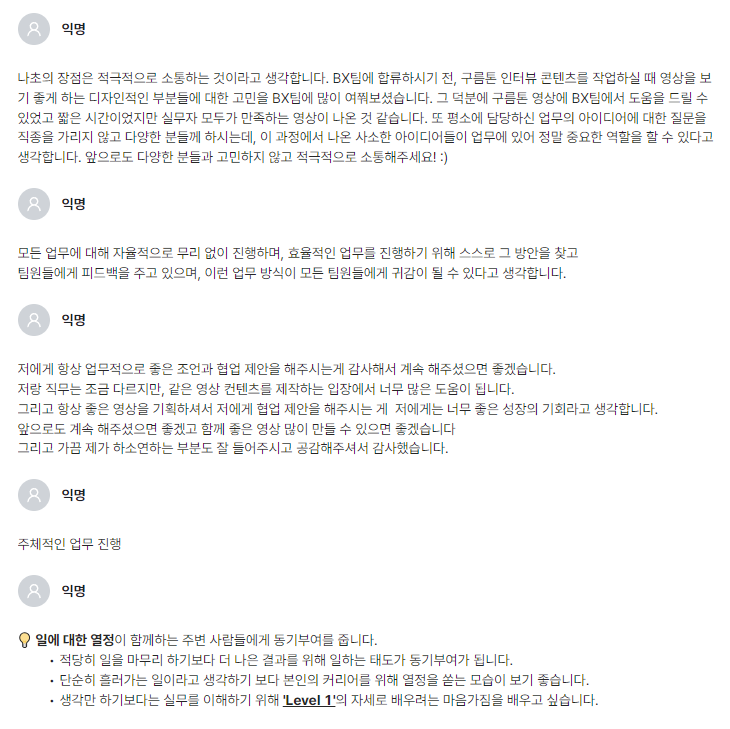 익명
나초의 장점은 적극적으로 소통하는 것이라고 생각합니다. BX팀에 합류하시기 전, 구름톤 인터뷰 콘텐츠를 작업하실 때 영상을 보
기 좋게 하는 디자인적인 부분들에 대한 고민을 BX팀에 많이 여쭤보셨습니다. 그 덕분에 구름톤 영상에 BX팀에서 도움을 드릴 수
있었고 짧은 시간이었지만 실무자 모두가 만족하는 영상이 나온 것 같습니다. 또 평소에 담당하신 업무의 아이디어에 대한 질문을
직종을 가리지 않고 다양한 분들께 하시는데, 이 과정에서 나온 사소한 아이디어들이 업무에 있어 정말 중요한 역할을 할 수 있다고
생각합니다. 앞으로도 다양한 분들과 고민하지 않고 적극적으로 소통해주세요! :)
익명
모든 업무에 대해 자율적으로 무리 없이 진행하며, 효율적인 업무를 진행하기 위해 스스로 그 방안을 찾고
팀원들에게 피드백을 주고 있으며, 이런 업무 방식이 모든 팀원들에게 귀감이 될 수 있다고 생각합니다.
익명
저에게 항상 업무적으로 좋은 조언과 협업 제안을 해주시는게 감사해서 계속 해주셨으면 좋겠습니다.
저랑 직무는 조금 다르지만, 같은 영상 컨텐츠를 제작하는 입장에서 너무 많은 도움이 됩니다.
그리고 항상 좋은 영상을 기획하셔서 저에게 협업 제안을 해주시는 게  저에게는 너무 좋은 성장의 기회라고 생각합니다.
앞으로도 계속 해주셨으면 좋겠고 함께 좋은 영상 많이 만들 수 있으면 좋겠습니다
그리고 가끔 제가 하소연하는 부분도 잘 들어주시고 공감해주셔서 감사했습니다.
익명
주체적인 업무 진행
익명
💡 일에 대한 열정이 함께하는 주변 사람들에게 동기부여를 줍니다.
• 적당히 일을 마무리 하기보다 더 나은 결과를 위해 일하는 태도가 동기부여가 됩니다.
• 단순히 흘러가는 일이라고 생각하기 보다 본인의 커리어를 위해 열정을 쏟는 모습이 보기 좋습니다.
• 생각만 하기보다는 실무를 이해하기 위해 'Level 1'의 자세로 배우려는 마음가짐을 배우고 싶습니다.